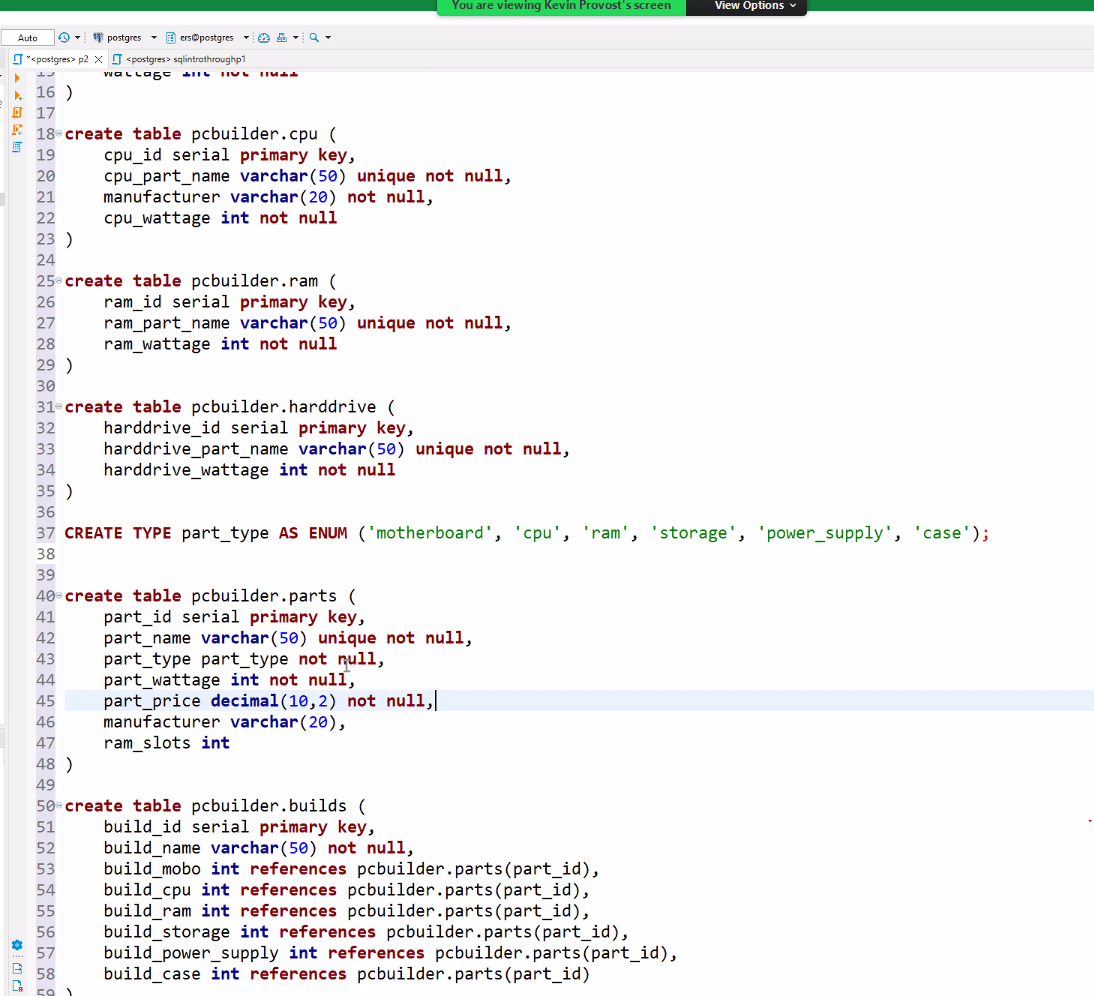 You are viewing Kevin Provost's screen View Options
Auto postgres ers@postgres
*<postgres> p2 <postgres> sqlintrothroughp1
15 wattage int not null
16 )
17
18 create table pcbuilder.cpu (
19 cpu_id serial primary key,
20 cpu_part_name varchar(50) unique not null,
21 manufacturer varchar(20) not null,
22 cpu_wattage int not null
23 )
24
25 create table pcbuilder.ram (
26 ram_id serial primary key,
27 ram_part_name varchar(50) unique not null,
28 ram_wattage int not null
29 )
30
31 create table pcbuilder.harddrive (
32 harddrive_id serial primary key,
33 harddrive_part_name varchar(50) unique not null,
34 harddrive_wattage int not null
35 )
36
37 CREATE TYPE part_type AS ENUM ('motherboard', 'cpu', 'ram', 'storage', 'power_supply', 'case');
38
39
40 create table pcbuilder.parts (
41 part_id serial primary key,
42 part_name varchar(50) unique not null,
43 part_type part_type not null,
44 part_wattage int not null,
45 part_price decimal(10,2) not null,
46 manufacturer varchar(20),
47 ram_slots int
48 )
49
50 create table pcbuilder.builds (
51 build_id serial primary key,
52 build_name varchar(50) not null,
53 build_mobo int references pcbuilder.parts(part_id),
54 build_cpu int references pcbuilder.parts(part_id),
55 build_ram int references pcbuilder.parts(part_id),
56 build_storage int references pcbuilder.parts(part_id),
57 build_power_supply int references pcbuilder.parts(part_id),
58 build_case int references pcbuilder.parts(part_id)
59 )